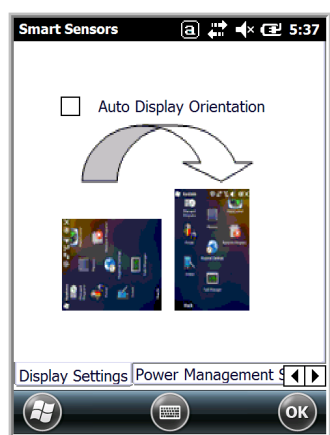 Smart Sensors a 5:37
Auto Display Orientation
Display Settings Power Management S
OK